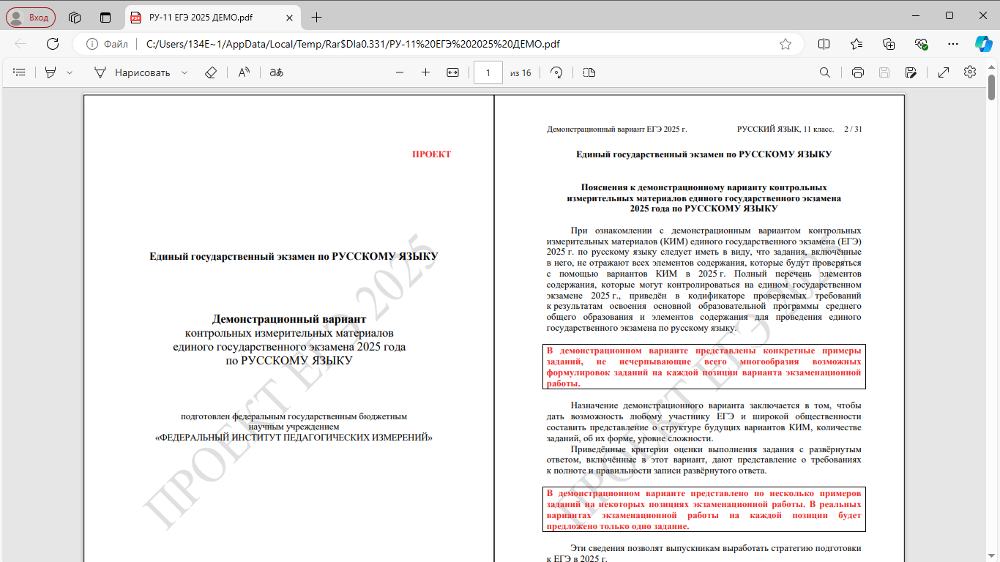 Вход
РУ-11 ЕГЭ 2025 ДЕМО.pdf
Файл
C:/Users/134E~1/AppData/Local/Temp/Rar$DIa0.331/РУ-11%20ЕГЭ%202025%20ДЕМО.pdf
Нарисовать
1 из 16
ПРОЕКТ
Единый государственный экзамен по РУССКОМУ ЯЗЫКУ
Демонстрационный вариант
контрольных измерительных материалов
единого государственного экзамена 2025 года
по РУССКОМУ ЯЗЫКУ
подготовлен федеральным государственным бюджетным
научным учреждением
«ФЕДЕРАЛЬНЫЙ ИНСТИТУТ ПЕДАГОГИЧЕСКИХ ИЗМЕРЕНИЙ»
ПРОЕКТ ЕГЭ 2025
Демонстрационный вариант ЕГЭ 2025 г. РУССКИЙ ЯЗЫК, 11 класс. 2 / 31
Единый государственный экзамен по РУССКОМУ ЯЗЫКУ
Пояснения к демонстрационному варианту контрольных
измерительных материалов единого государственного экзамена
2025 года по РУССКОМУ ЯЗЫКУ
При ознакомлении с демонстрационным вариантом контрольных
измерительных материалов (КИМ) единого государственного экзамена (ЕГЭ)
2025 г. по русскому языку следует иметь в виду, что задания, включённые
в него, не отражают всех элементов содержания, которые будут проверяться
с помощью вариантов КИМ в 2025 г. Полный перечень элементов
содержания, которые могут контролироваться на едином государственном
экзамене 2025 г., приведён в кодификаторе проверяемых требований
к результатам освоения основной образовательной программы среднего
общего образования и элементов содержания для проведения единого
государственного экзамена по русскому языку.
В демонстрационном варианте представлены конкретные примеры
заданий, не исчерпывающие всего многообразия возможных
формулировок заданий на каждой позиции варианта экзаменационной
работы.
Назначение демонстрационного варианта заключается в том, чтобы
дать возможность любому участнику ЕГЭ и широкой общественности
составить представление о структуре будущих вариантов КИМ, количестве
заданий, об их форме, уровне сложности.
Приведённые критерии оценки выполнения задания с развёрнутым
ответом, включённые в этот вариант, дают представление о требованиях
к полноте и правильности записи развёрнутого ответа.
В демонстрационном варианте представлено по несколько примеров
заданий на некоторых позициях экзаменационной работы. В реальных
вариантах экзаменационной работы на каждой позиции будет
предложено только одно задание.
Эти сведения позволят выпускникам выработать стратегию подготовки
к ЕГЭ в 2025 г.
ПРОЕКТ ЕГЭ 2025